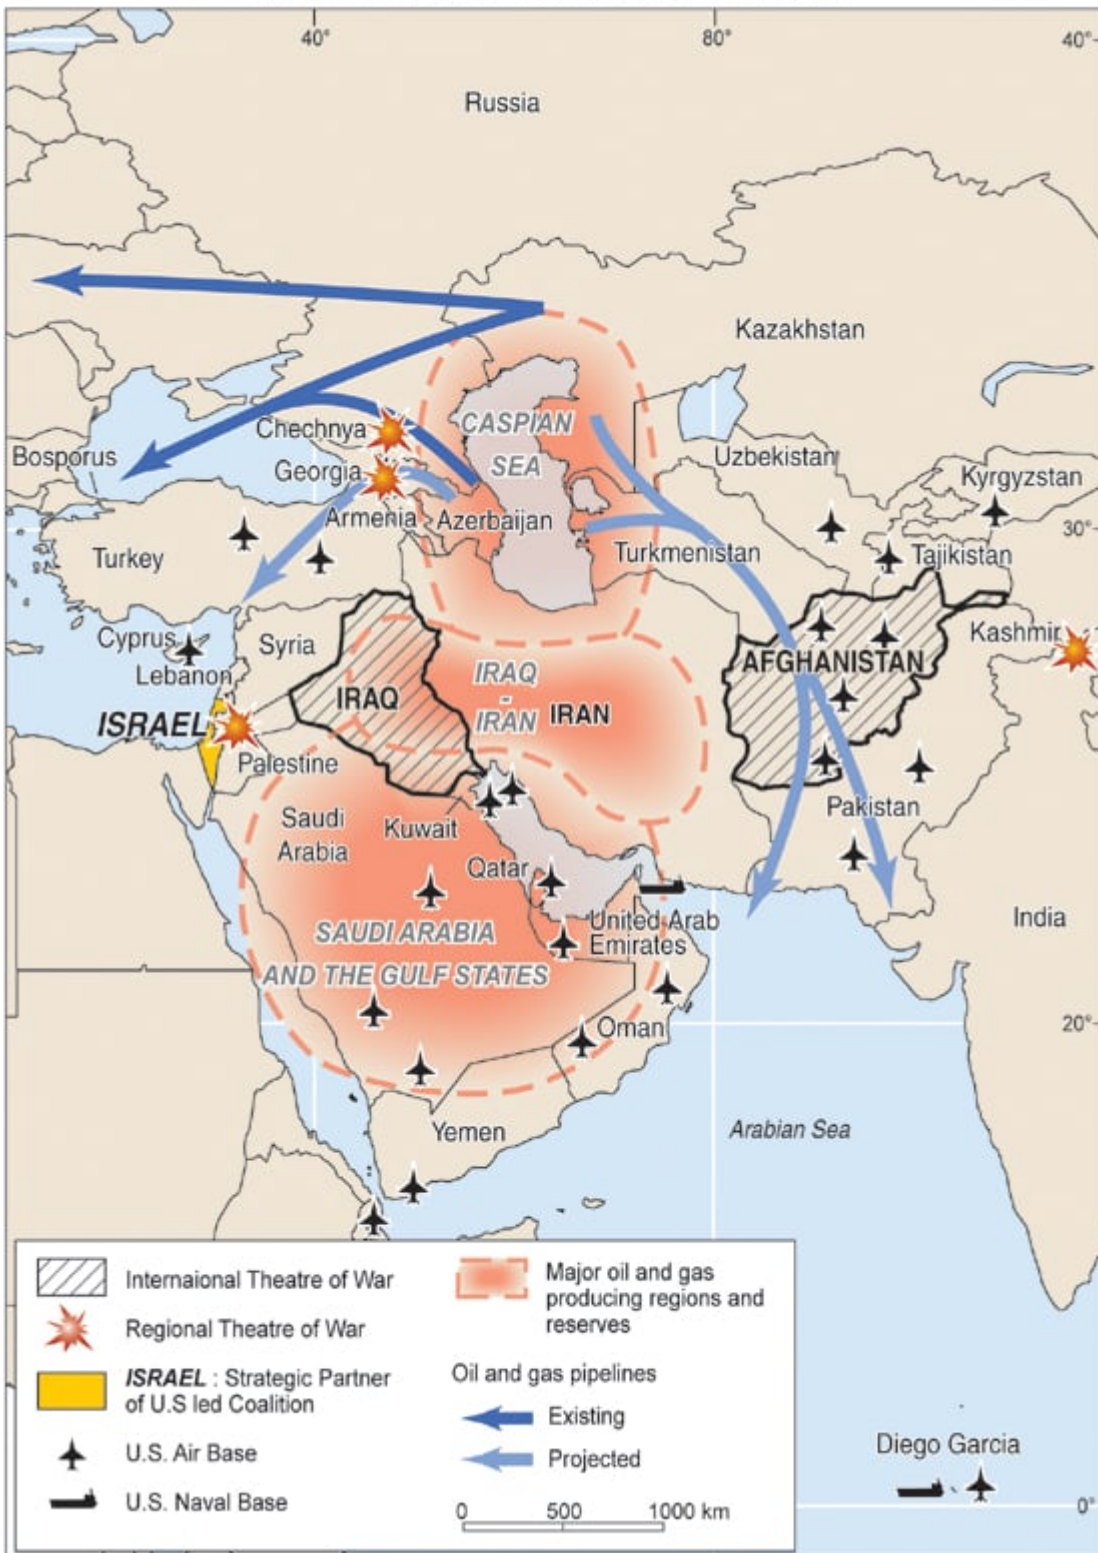 40°
80°
40°
Russia
Kazakhstan
CASPIAN
SEA
Chechnya
Bosporus
Georgia
Uzbekistan
Kyrgyzstan
Armenia
Azerbaijan
30°
Turkey
Turkmenistan
Tajikistan
Cyprus
Syria
Kashmir
Lebanon
AFGHANISTAN
IRAQ
IRAQ
-
IRAN
IRAN
ISRAEL
Palestine
Saudi
Arabia
Kuwait
Pakistan
Qatar
United Arab
Emirates
India
SAUDI ARABIA
AND THE GULF STATES
Oman
20°
Yemen
Arabian Sea
Internaional Theatre of War
Regional Theatre of War
ISRAEL : Strategic Partner
of U.S led Coalition
U.S. Air Base
U.S. Naval Base
Major oil and gas
producing regions and
reserves
Oil and gas pipelines
Existing
Projected
0 500 1000 km
Diego Garcia
0°